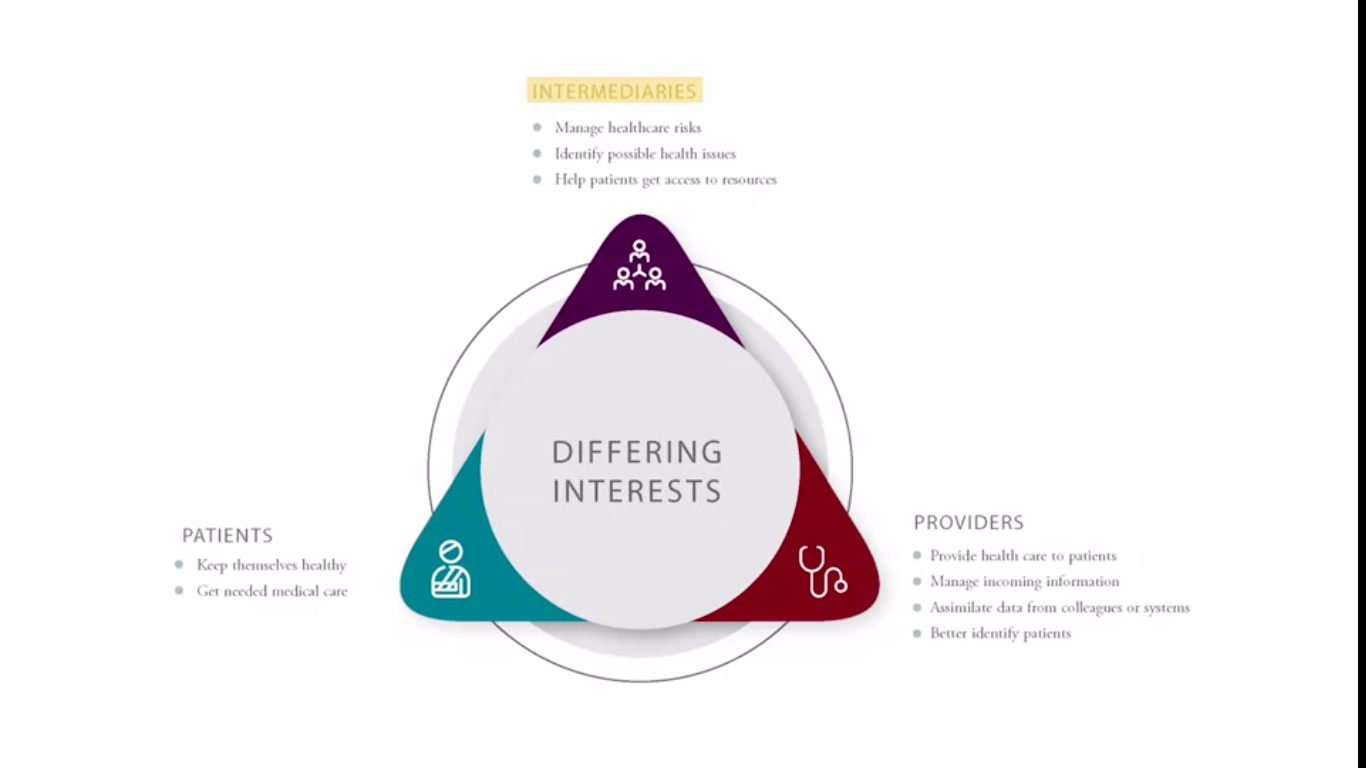 INTERMEDIARIES
Manage healthcare risks
Identify possible health issues
Help patients get access to resources
DIFFERING
INTERESTS
PATIENTS
Keep themselves healthy
Get needed medical care
PROVIDERS
Provide health care to patients
Manage incoming information
Assimilate data from colleagues or systems
Better identify patients